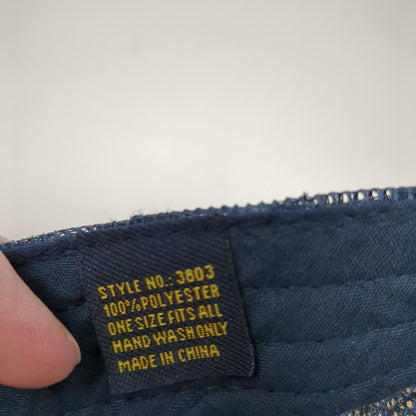 STYLE NO.: 3803
100% POLYESTER
ONE SIZE FITS ALL
HAND WASH ONLY
MADE IN CHINA